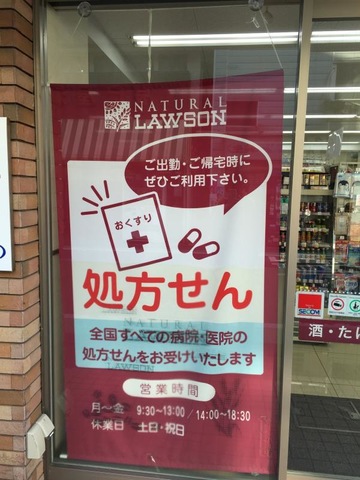 NATURAL
LAWSON
ご出勤・ご帰宅時に
ぜひご利用下さい。
おくすり
処方せん
全国すべての病院・医院の
処方せんをお受けいたします
営業時間
月〜金 9:30~13:00／14:00~18:30
休業日 土日・祝日
SECOM
酒・た